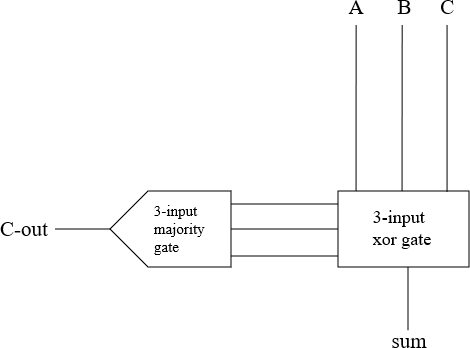 A B C
3-input
majority
gate
3-input
xor gate
C-out
sum